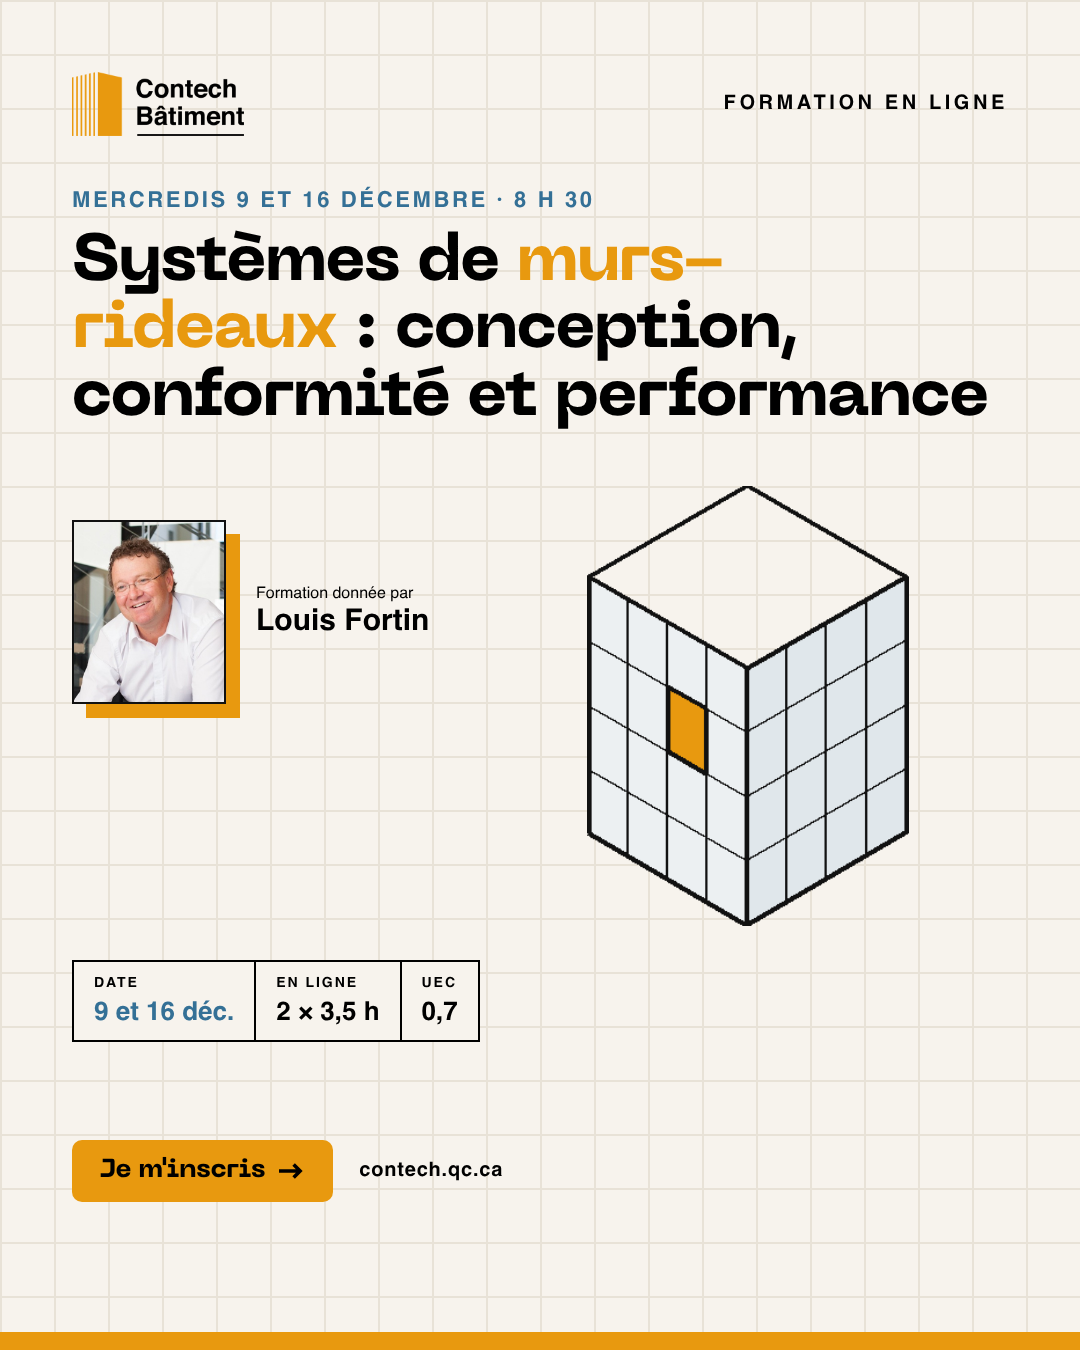 Contech
Bâtiment
FORMATION EN LIGNE
MERCREDIS 9 ET 16 DÉCEMBRE · 8 H 30
Systèmes de murs-
rideaux : conception,
conformité et performance
Formation donnée par
Louis Fortin
DATE
9 et 16 déc.
EN LIGNE
2 × 3,5 h
UEC
0,7
Je m'inscris →
contech.qc.ca